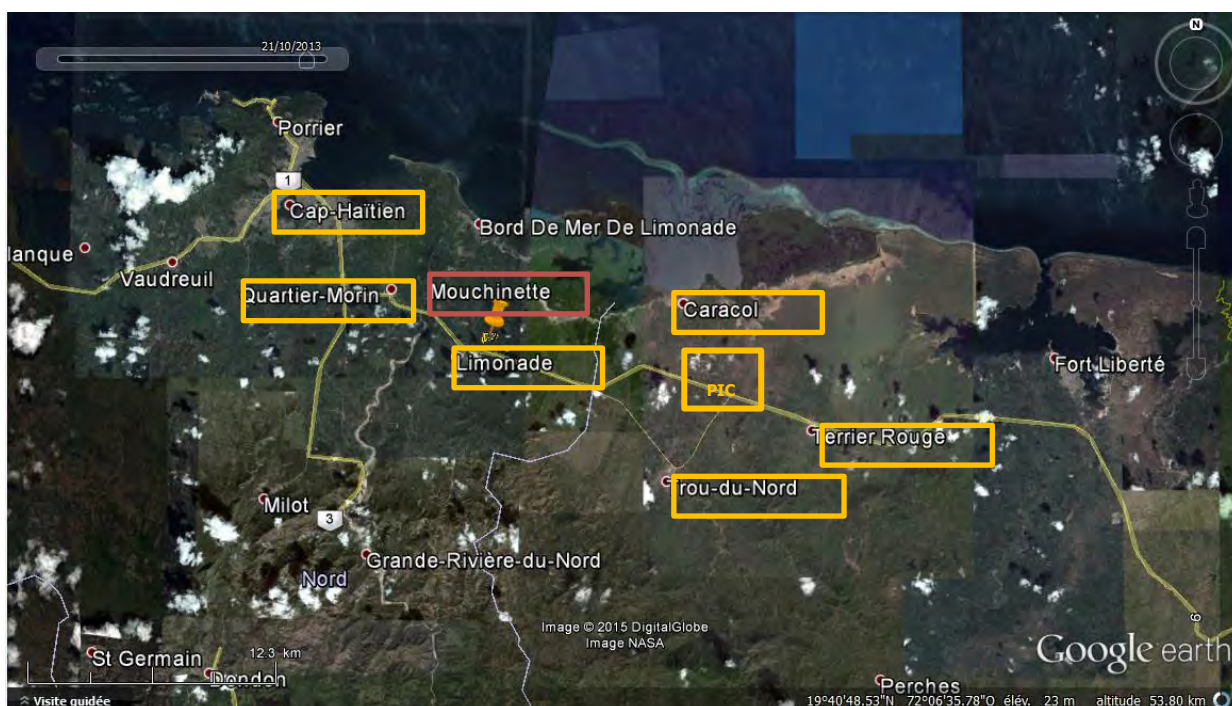 21/10/2013
N
Porrier
1
Cap-Haïtien
Bord De Mer De Limonade
lanque
Vaudreuil
Quartier-Morin
Mouchinette
Caracol
Limonade
Fort Liberté
PIC
Terrier Rouge
Trou-du-Nord
Milot
3
Grande-Rivière-du-Nord
Nord
6
Image © 2015 DigitalGlobe
Image NASA
Google earth
St Germain
12.3 km
Dondon
Perches
Visite guidée
19°40'48.53"N 72°06'35.78"O élév. 23 m altitude 53.80 km